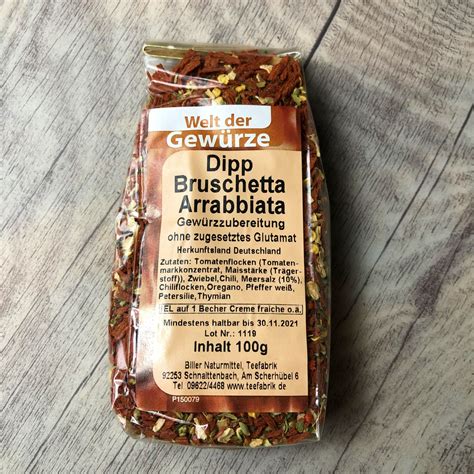 Welt der
Gewürze
Dipp
Bruschetta
Arrabbiata
Gewürzzubereitung
ohne zugesetztes Glutamat
Herkunftsland Deutschland
Zutaten: Tomatenflocken (Tomaten-
markkonzentrat, Maisstärke (Träger-
stoff)), Zwiebel,Chili, Meersalz (10%),
Chiliflocken,Oregano, Pfeffer weiß,
Petersilie,Thymian
EL auf 1 Becher Creme fraiche o.ä.
Mindestens haltbar bis 30.11.2021
Lot Nr.: 1119
Inhalt 100g
Biller Naturmittel, Teefabrik
92253 Schnaittenbach, Am Scherhübel 6
Tel 09622/4468 www.teefabrik.de
P150079